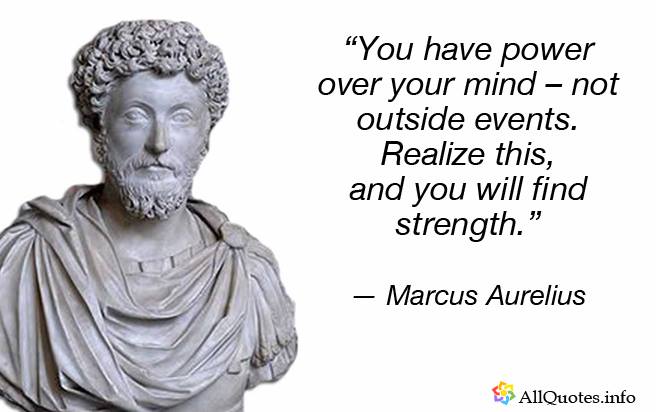 “You have power
over your mind – not
outside events.
Realize this,
and you will find
strength.”
— Marcus Aurelius
AllQuotes.info